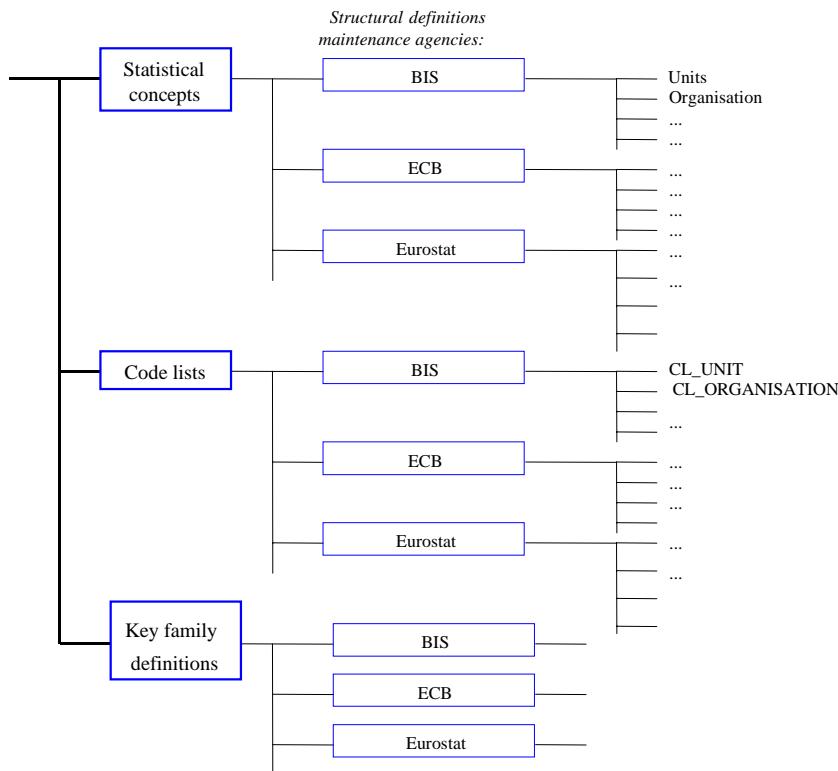 Structural definitions
maintenance agencies:
Statistical
concepts
BIS
Units
Organisation
...
...
ECB
...
...
...
...
Eurostat
...
...
Code lists
BIS
CL_UNIT
CL_ORGANISATION
...
ECB
...
...
...
Eurostat
...
...
Key family
definitions
BIS
ECB
Eurostat